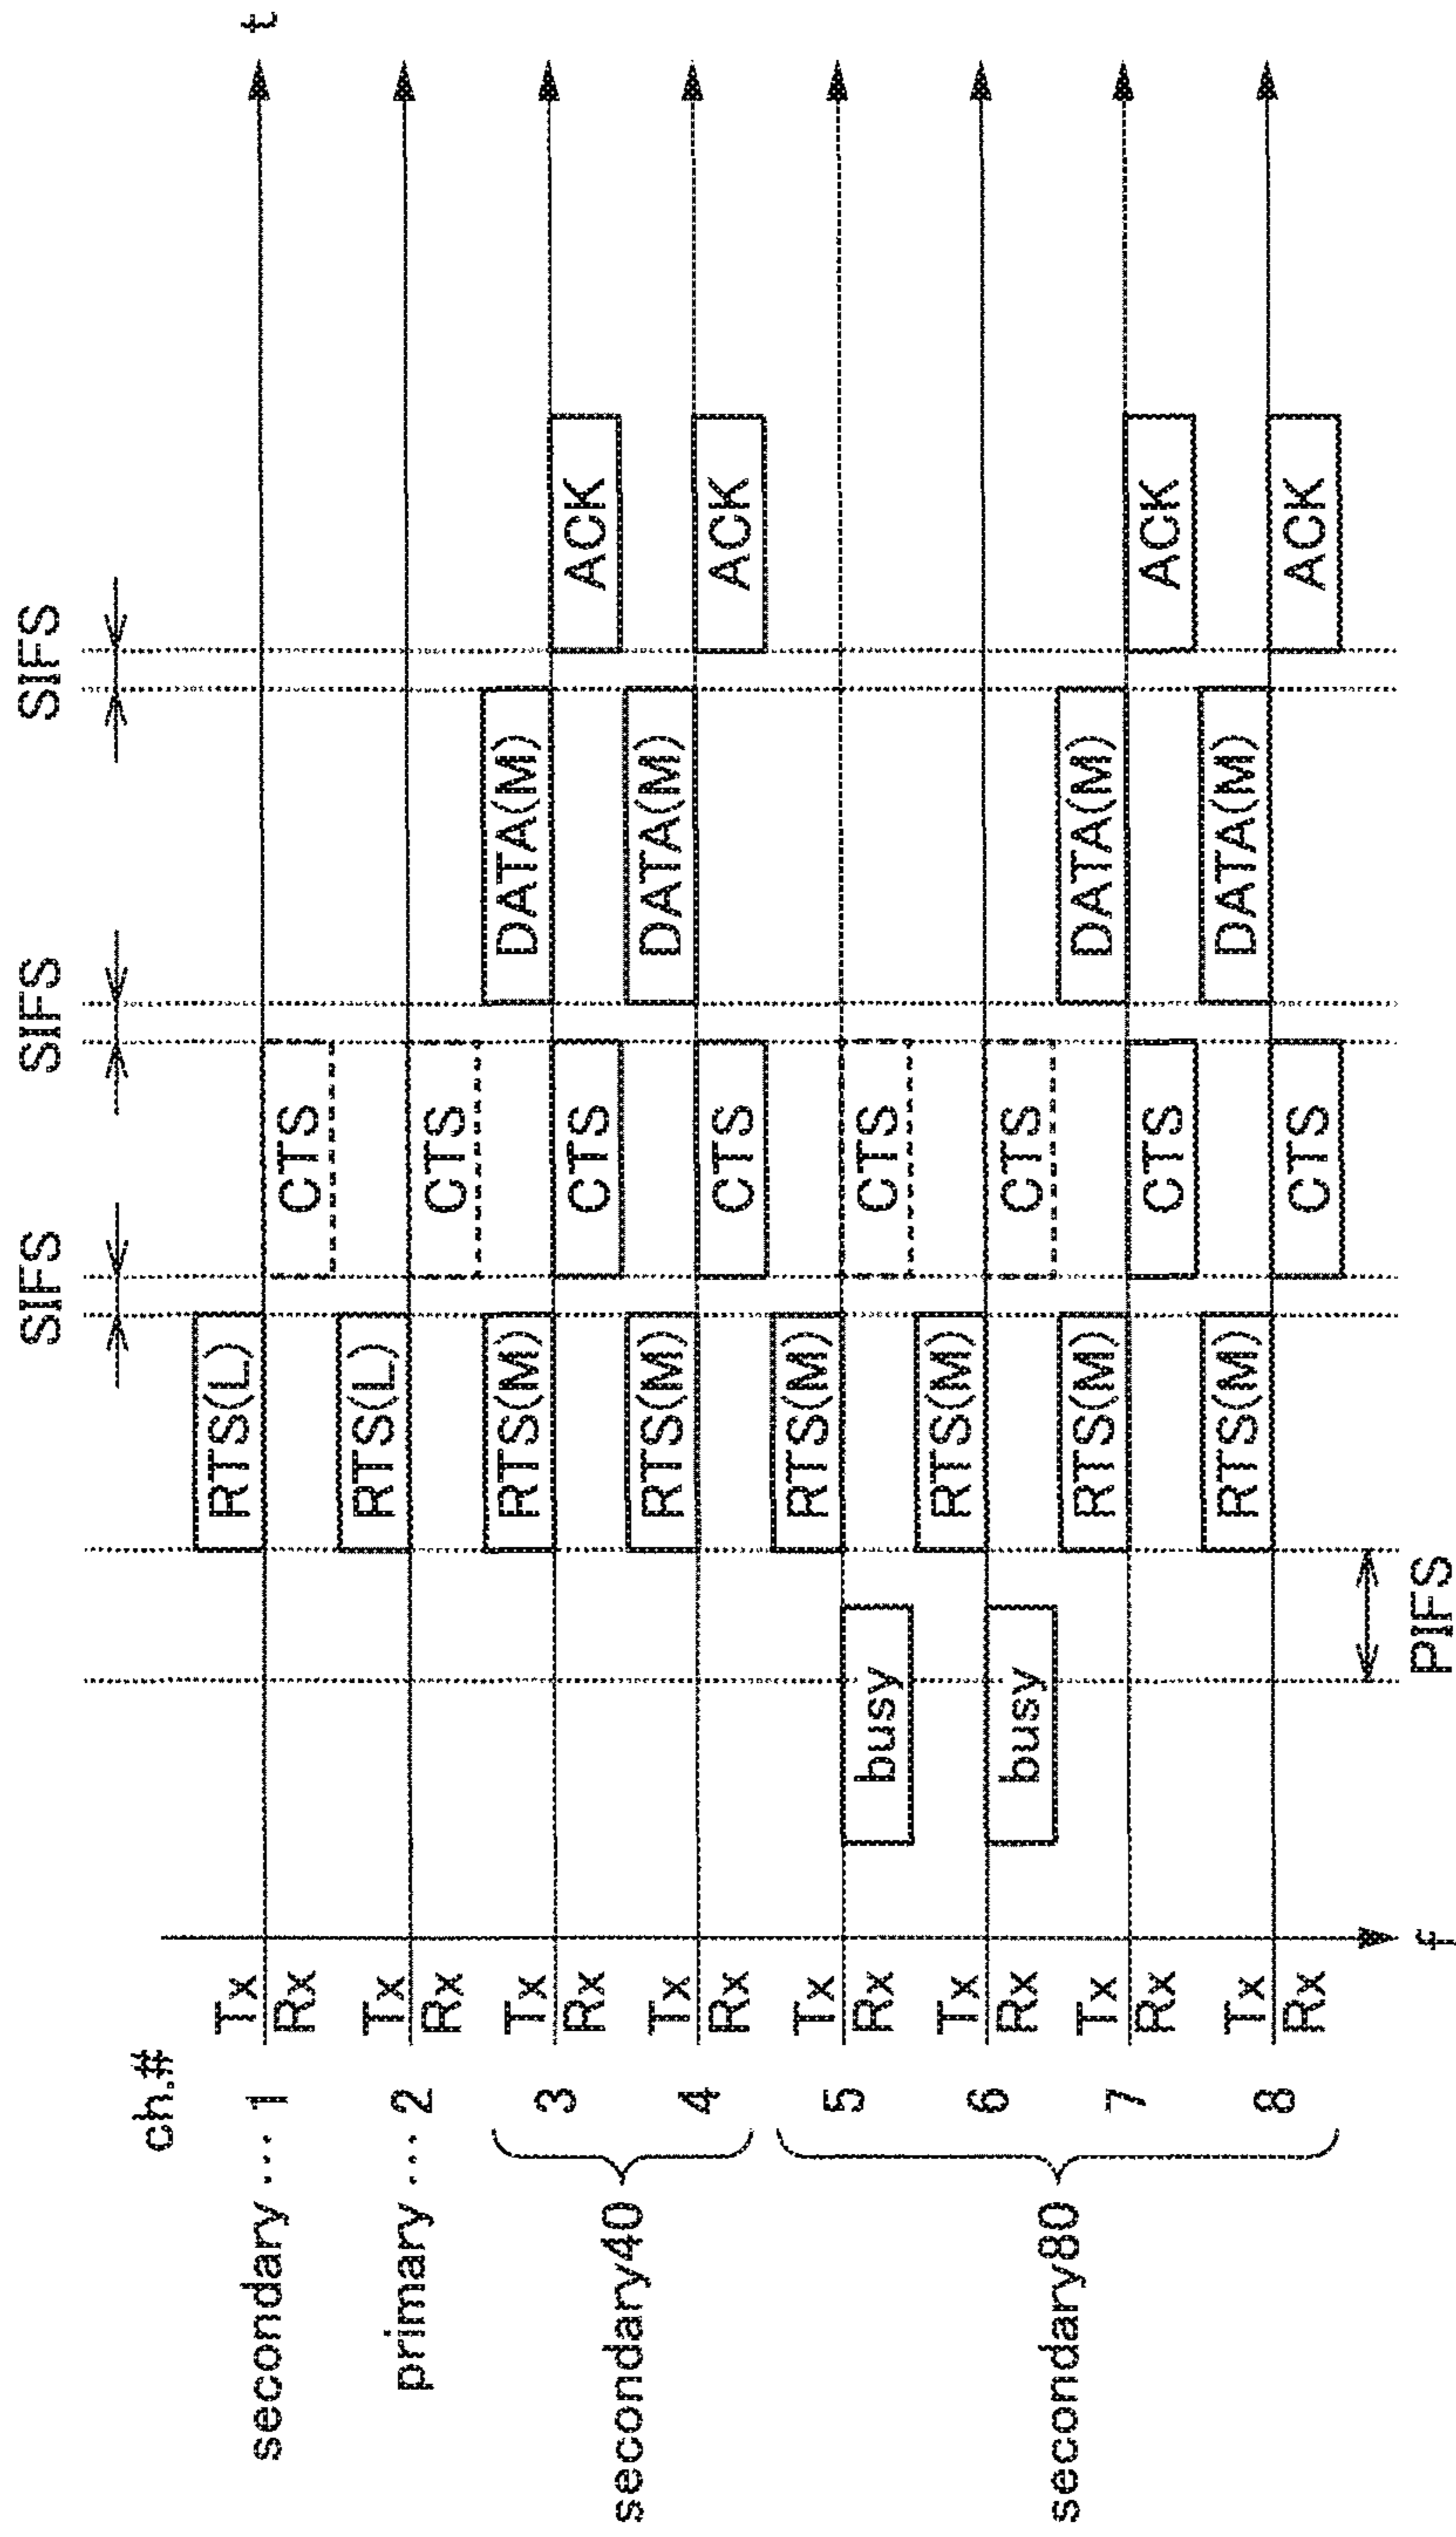 SIFS SIFS SIFS
ch.#
t
secondary ··· 1 Tx RTS(L)
Rx CTS
primary ··· 2 Tx RTS(L)
Rx CTS
secondary40
3 Tx RTS(M) DATA(M)
Rx CTS ACK
4 Tx RTS(M) DATA(M)
Rx CTS ACK
secondary80
5 Tx RTS(M)
Rx busy CTS
6 Tx RTS(M)
Rx busy CTS
7 Tx RTS(M) DATA(M)
Rx CTS ACK
8 Tx RTS(M) DATA(M)
Rx CTS ACK
f
PIFS